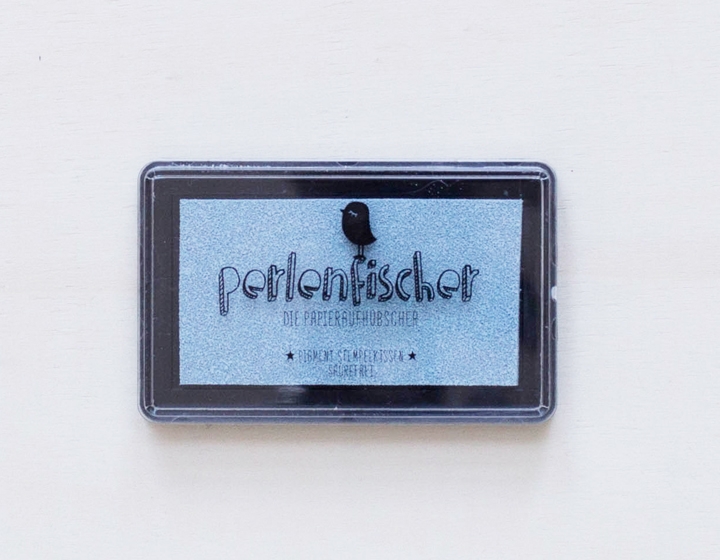 perlenfischer
DIE PAPIERAUFHÜBSCHER
★ PIGMENT STEMPELKISSEN ★
SÄUREFREI